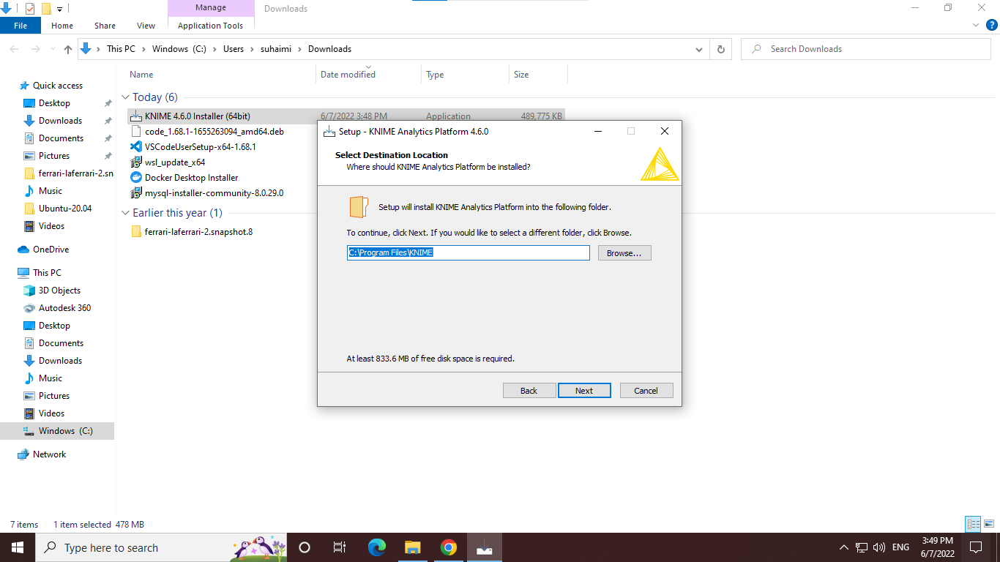 Manage
Downloads
File
Home
Share
View
Application Tools
This PC
Windows (C:)
Users
suhaimi
Downloads
Search Downloads
Name
Date modified
Type
Size
Quick access
Desktop
Downloads
Documents
Pictures
ferrari-laferrari-2.sn
Music
Ubuntu-20.04
Videos
OneDrive
This PC
3D Objects
Autodesk 360
Desktop
Documents
Downloads
Music
Pictures
Videos
Windows (C:)
Network
Today (6)
KNIME 4.6.0 Installer (64bit) 6/7/2022 3:48 PM Application 489,775 KB
code_1.68.1-1655263094_amd64.deb
VSCodeUserSetup-x64-1.68.1
wsl_update_x64
Docker Desktop Installer
mysql-installer-community-8.0.29.0
Earlier this year (1)
ferrari-laferrari-2.snapshot.8
Setup - KNIME Analytics Platform 4.6.0
Select Destination Location
Where should KNIME Analytics Platform be installed?
Setup will install KNIME Analytics Platform into the following folder.
To continue, click Next. If you would like to select a different folder, click Browse.
C:\Program Files\KNIME
Browse...
At least 833.6 MB of free disk space is required.
Back
Next
Cancel
7 items
1 item selected 478 MB
Type here to search
ENG
3:49 PM
6/7/2022